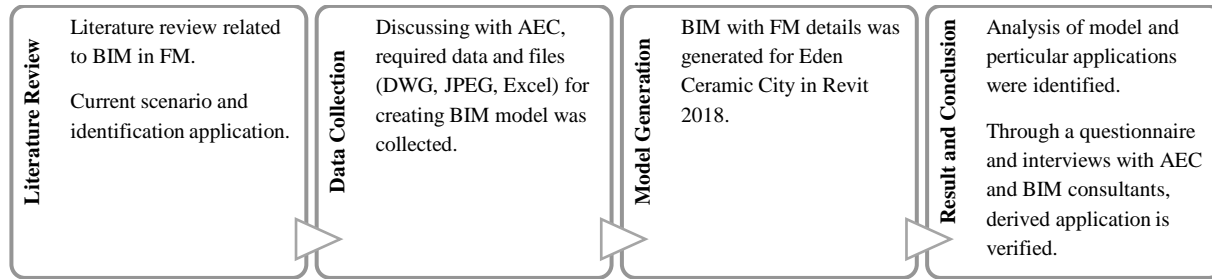 Literature Review
Literature review related
to BIM in FM.
Current scenario and
identification application.
Data Collection
Discussing with AEC,
required data and files
(DWG, JPEG, Excel) for
creating BIM model was
collected.
Model Generation
BIM with FM details was
generated for Eden
Ceramic City in Revit
2018.
Result and Conclusion
Analysis of model and
perticular applications
were identified.
Through a questionnaire
and interviews with AEC
and BIM consultants,
derived application is
verified.